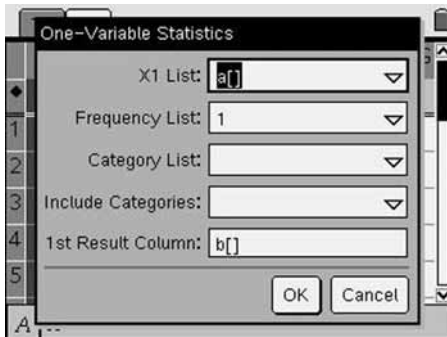 One-Variable Statistics
X1 List: a[]
Frequency List: 1
Category List:
Include Categories:
1st Result Column: b[]
OK Cancel
1
2
3
4
5
A